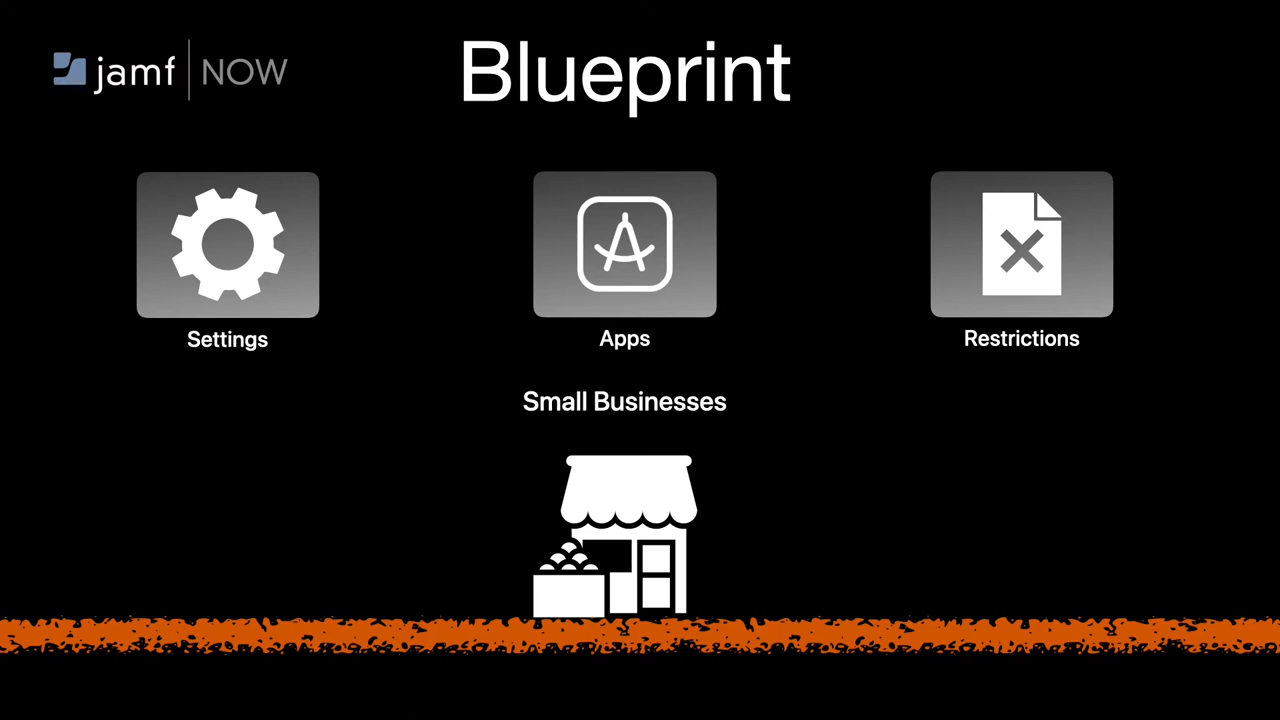 jamf NOW
Blueprint
Settings
Apps
Restrictions
Small Businesses